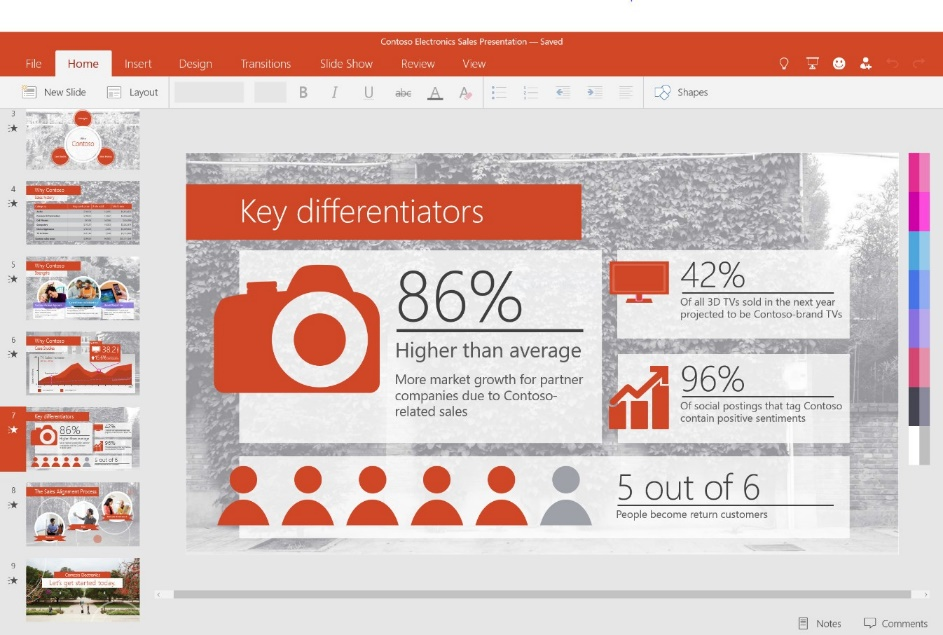 Contoso Electronics Sales Presentation — Saved
File Home Insert Design Transitions Slide Show Review View
New Slide Layout B I U abc A A Shapes
3
Contoso
4
Why Contoso
5
Why Contoso
6
Why Contoso
7
Key differentiators
86%
Higher than average
42%
96%
5 out of 6
8
The Sales Alignment Process
9
Contoso Electronics
Let's get started today.
Key differentiators
86%
Higher than average
More market growth for partner
companies due to Contoso-
related sales
42%
Of all 3D TVs sold in the next year
projected to be Contoso-brand TVs
96%
Of social postings that tag Contoso
contain positive sentiments
5 out of 6
People become return customers
Notes Comments